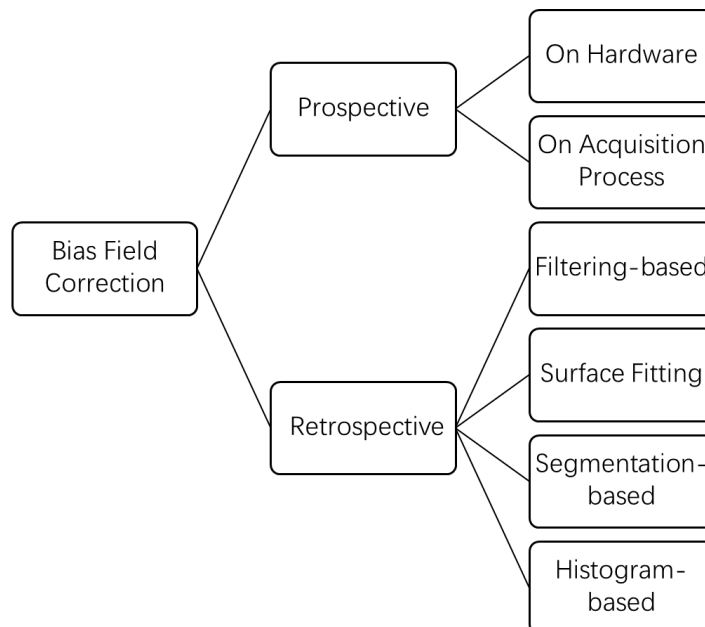 Bias Field
Correction
Prospective
On Hardware
On Acquisition
Process
Retrospective
Filtering-based
Surface Fitting
Segmentation-
based
Histogram-
based